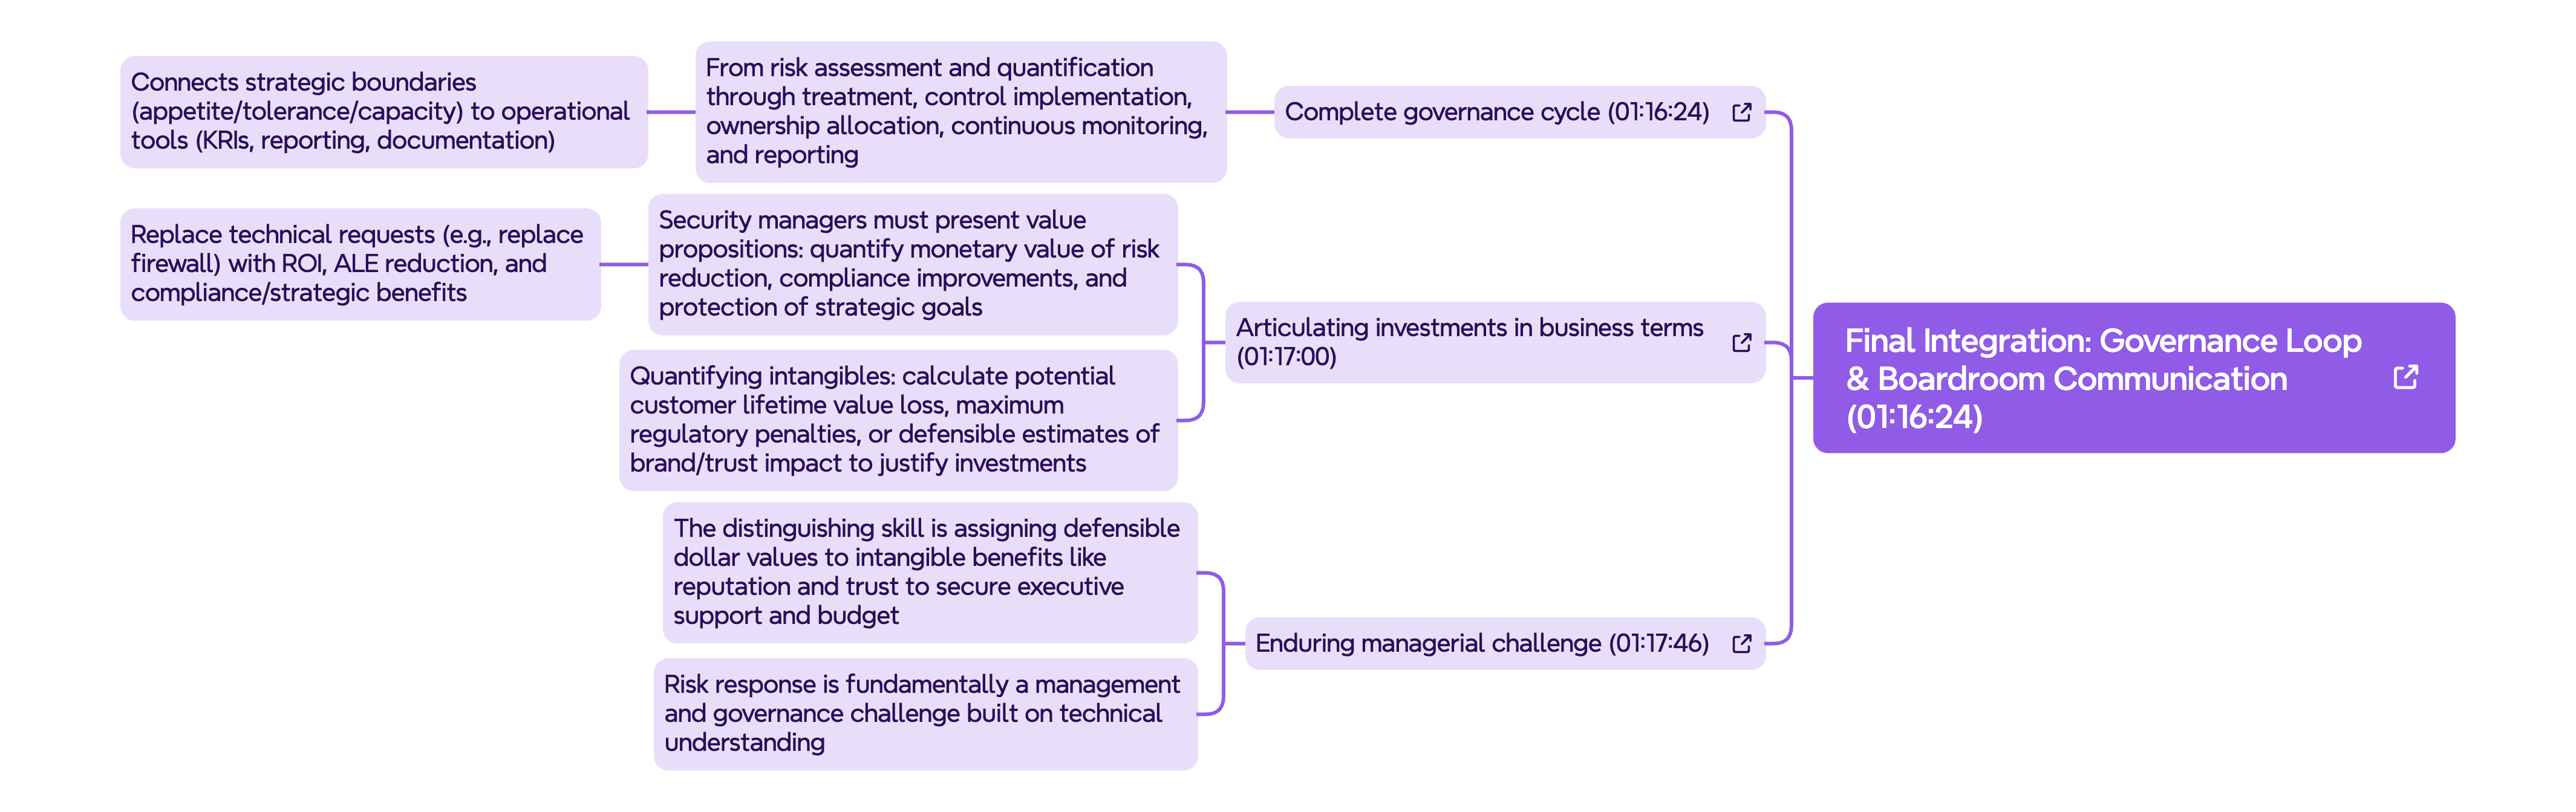 Connects strategic boundaries
(appetite/tolerance/capacity) to operational
tools (KRIs, reporting, documentation)
From risk assessment and quantification
through treatment, control implementation,
ownership allocation, continuous monitoring,
and reporting
Complete governance cycle (01:16:24)
Replace technical requests (e.g., replace
firewall) with ROI, ALE reduction, and
compliance/strategic benefits
Security managers must present value
propositions: quantify monetary value of risk
reduction, compliance improvements, and
protection of strategic goals
Quantifying intangibles: calculate potential
customer lifetime value loss, maximum
regulatory penalties, or defensible estimates of
brand/trust impact to justify investments
Articulating investments in business terms
(01:17:00)
The distinguishing skill is assigning defensible
dollar values to intangible benefits like
reputation and trust to secure executive
support and budget
Risk response is fundamentally a management
and governance challenge built on technical
understanding
Enduring managerial challenge (01:17:46)
Final Integration: Governance Loop
& Boardroom Communication
(01:16:24)